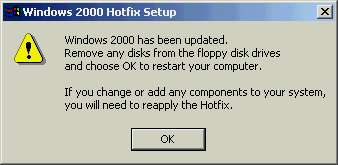 Windows 2000 Hotfix Setup
Windows 2000 has been updated.
Remove any disks from the floppy disk drives
and choose OK to restart your computer.
If you change or add any components to your system,
you will need to reapply the Hotfix.
OK